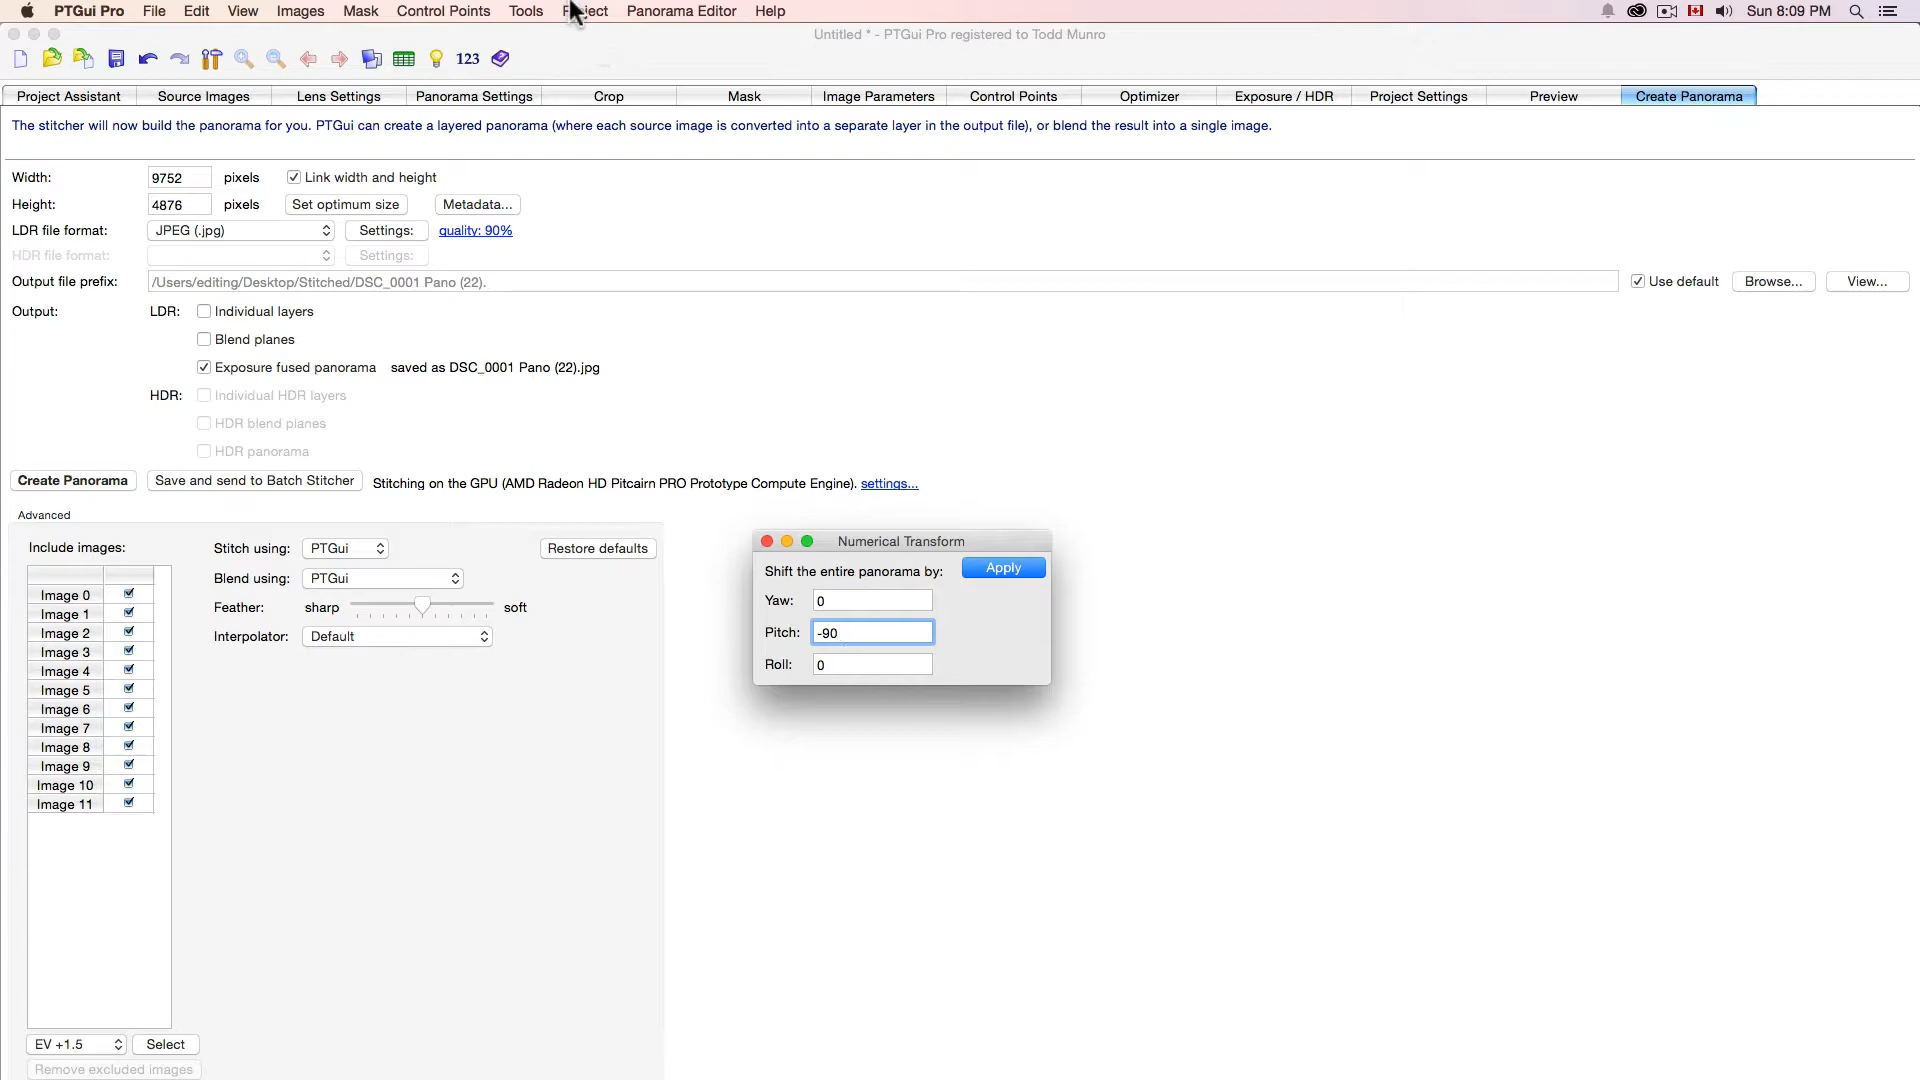 PTGui Pro File Edit View Images Mask Control Points Tools Project Panorama Editor Help Sun 8:09 PM
Untitled * - PTGui Pro registered to Todd Munro
123
Project Assistant Source Images Lens Settings Panorama Settings Crop Mask Image Parameters Control Points Optimizer Exposure / HDR Project Settings Preview Create Panorama
The stitcher will now build the panorama for you. PTGui can create a layered panorama (where each source image is converted into a separate layer in the output file), or blend the result into a single image.
Width: 9752 pixels Link width and height
Height: 4876 pixels Set optimum size Metadata...
LDR file format: JPEG (.jpg) Settings: quality: 90%
HDR file format: Settings:
Output file prefix: /Users/editing/Desktop/Stitched/DSC_0001 Pano (22). Use default Browse... View...
Output: LDR: Individual layers
Blend planes
Exposure fused panorama saved as DSC_0001 Pano (22).jpg
HDR: Individual HDR layers
HDR blend planes
HDR panorama
Create Panorama Save and send to Batch Stitcher Stitching on the GPU (AMD Radeon HD Pitcairn PRO Prototype Compute Engine). settings...
Advanced
Include images: Stitch using: PTGui Restore defaults
Blend using: PTGui
Feather: sharp soft
Interpolator: Default
Image 0
Image 1
Image 2
Image 3
Image 4
Image 5
Image 6
Image 7
Image 8
Image 9
Image 10
Image 11
EV +1.5 Select
Remove excluded images
Numerical Transform
Shift the entire panorama by: Apply
Yaw: 0
Pitch: -90
Roll: 0